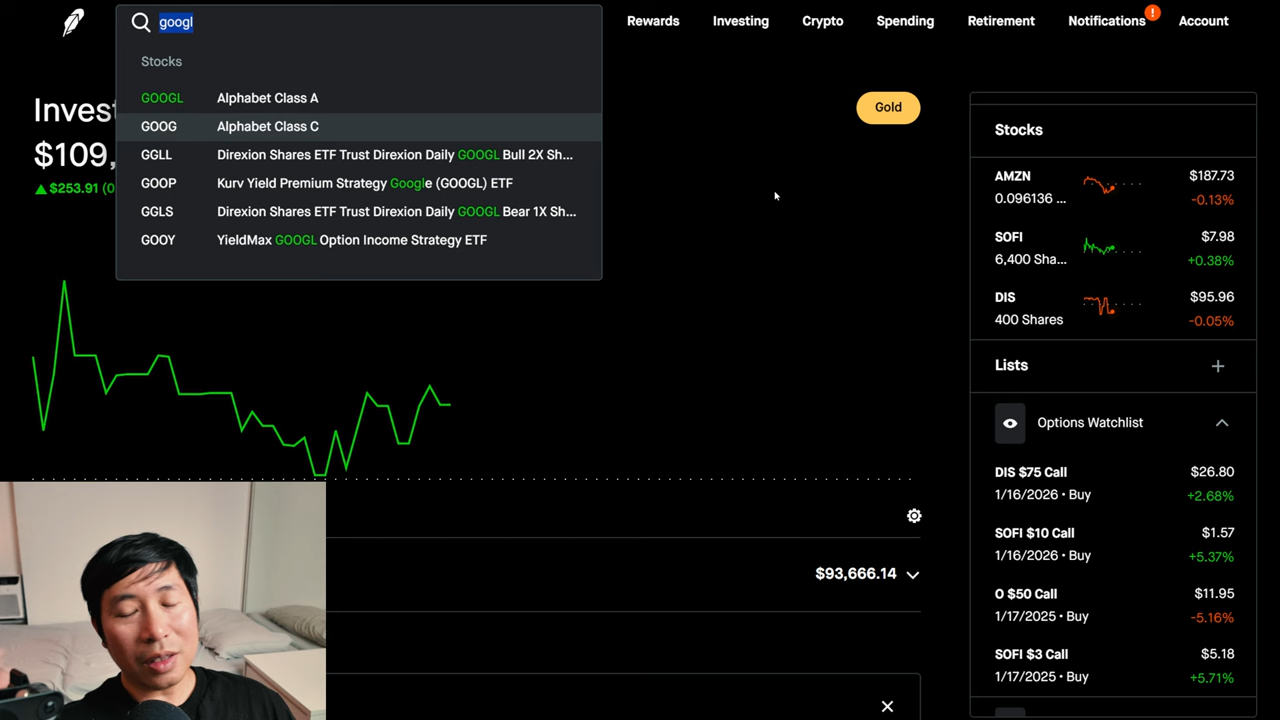 googl
Rewards
Investing
Crypto
Spending
Retirement
Notifications
!
Account
Stocks
GOOGL Alphabet Class A
GOOG Alphabet Class C
GGLL Direxion Shares ETF Trust Direxion Daily GOOGL Bull 2X Sh...
GOOP Kurv Yield Premium Strategy Google (GOOGL) ETF
GGLS Direxion Shares ETF Trust Direxion Daily GOOGL Bear 1X Sh...
GOOY YieldMax GOOGL Option Income Strategy ETF
Inves
$109,
$253.91 (0
Gold
$93,666.14
Stocks
AMZN $187.73
0.096136 ... -0.13%
SOFI $7.98
6,400 Sha... +0.38%
DIS $95.96
400 Shares -0.05%
Lists +
Options Watchlist
DIS $75 Call $26.80
1/16/2026 • Buy +2.68%
SOFI $10 Call $1.57
1/16/2026 • Buy +5.37%
O $50 Call $11.95
1/17/2025 • Buy -5.16%
SOFI $3 Call $5.18
1/17/2025 • Buy +5.71%